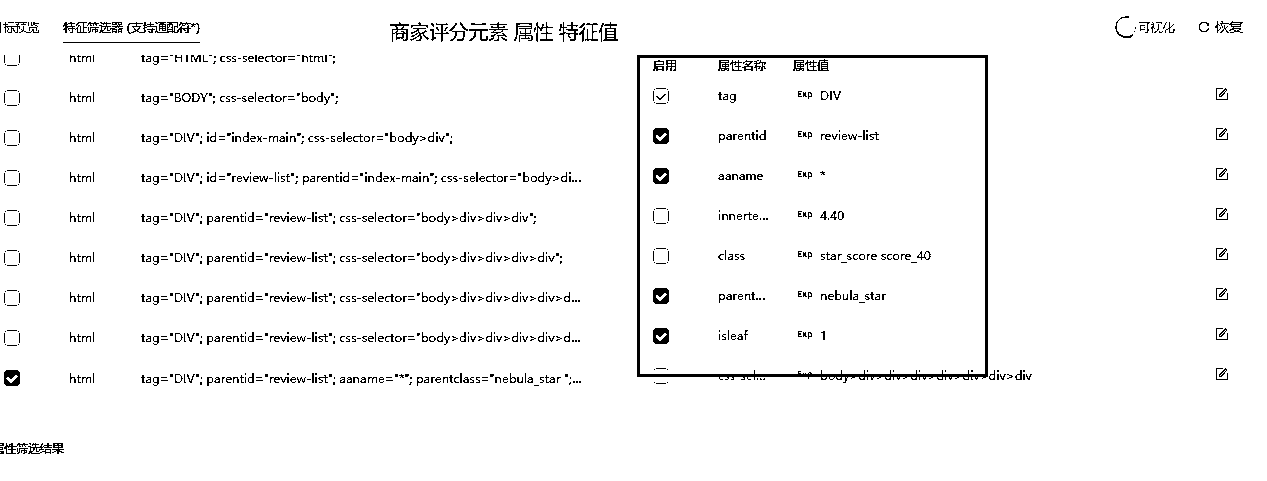 标预览 特征筛选器 (支持通配符*) 商家评分元素 属性 特征值 可视化 恢复
html tag="HTML"; css-selector="html"; 启用 属性名称 属性值
html tag="BODY"; css-selector="body"; tag Exp DIV
html tag="DIV"; id="index-main"; css-selector="body>div"; parentid Exp review-list
html tag="DIV"; id="review-list"; parentid="index-main"; css-selector="body>di... aaname Exp *
html tag="DIV"; parentid="review-list"; css-selector="body>div>div>div"; innerte... Exp 4.40
html tag="DIV"; parentid="review-list"; css-selector="body>div>div>div>div"; class Exp star_score score_40
html tag="DIV"; parentid="review-list"; css-selector="body>div>div>div>div>d... parent... Exp nebula_star
html tag="DIV"; parentid="review-list"; css-selector="body>div>div>div>div>d... isleaf Exp 1
html tag="DIV"; parentid="review-list"; aaname="*"; parentclass="nebula_star ";... css-sel... Exp body>div>div>div>div>div>div>div
属性筛选结果